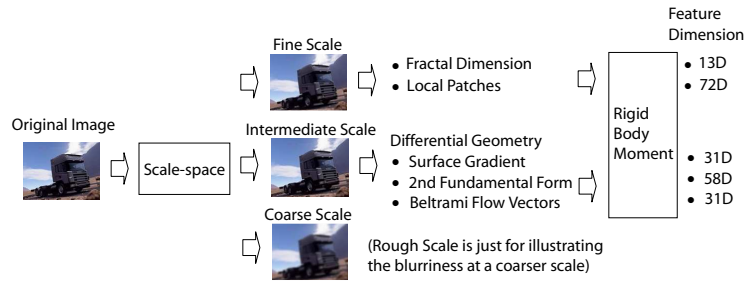 Feature
Dimension
Fine Scale
• Fractal Dimension
• Local Patches
• 13D
• 72D
Original Image
Scale-space
Intermediate Scale
Differential Geometry
• Surface Gradient
• 2nd Fundamental Form
• Beltrami Flow Vectors
Rigid
Body
Moment
• 31D
• 58D
• 31D
Coarse Scale
(Rough Scale is just for illustrating
the blurriness at a coarser scale)